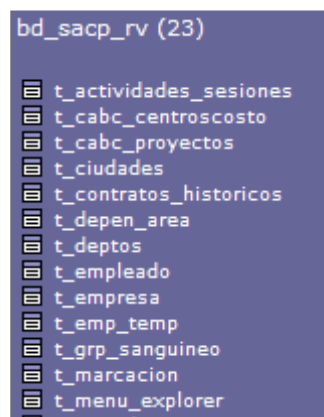 bd_sacp_rv (23)
t_actividades_sesiones
t_cabc_centroscosto
t_cabc_proyectos
t_ciudades
t_contratos_historicos
t_depen_area
t_deptos
t_empleado
t_empresa
t_emp_temp
t_grp_sanguineo
t_marcacion
t_menu_explorer